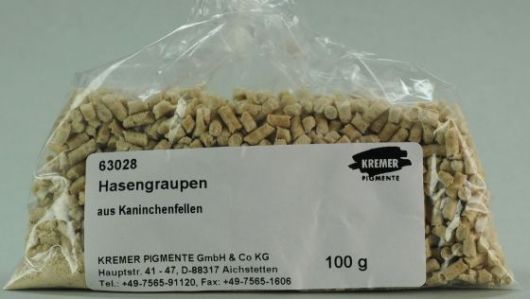 63028
Hasengraupen
aus Kaninchenfellen
KREMER
PIGMENTE
KREMER PIGMENTE GmbH & Co KG
Hauptstr. 41 - 47, D-88317 Aichstetten
Tel.: +49-7565-91120, Fax: +49-7565-1606
100 g